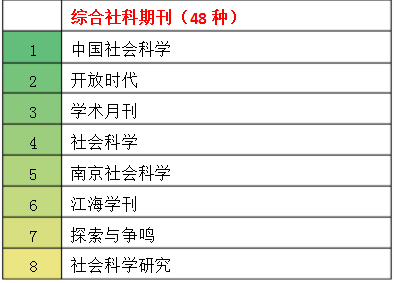 综合社科期刊（48 种）
1 中国社会科学
2 开放时代
3 学术月刊
4 社会科学
5 南京社会科学
6 江海学刊
7 探索与争鸣
8 社会科学研究